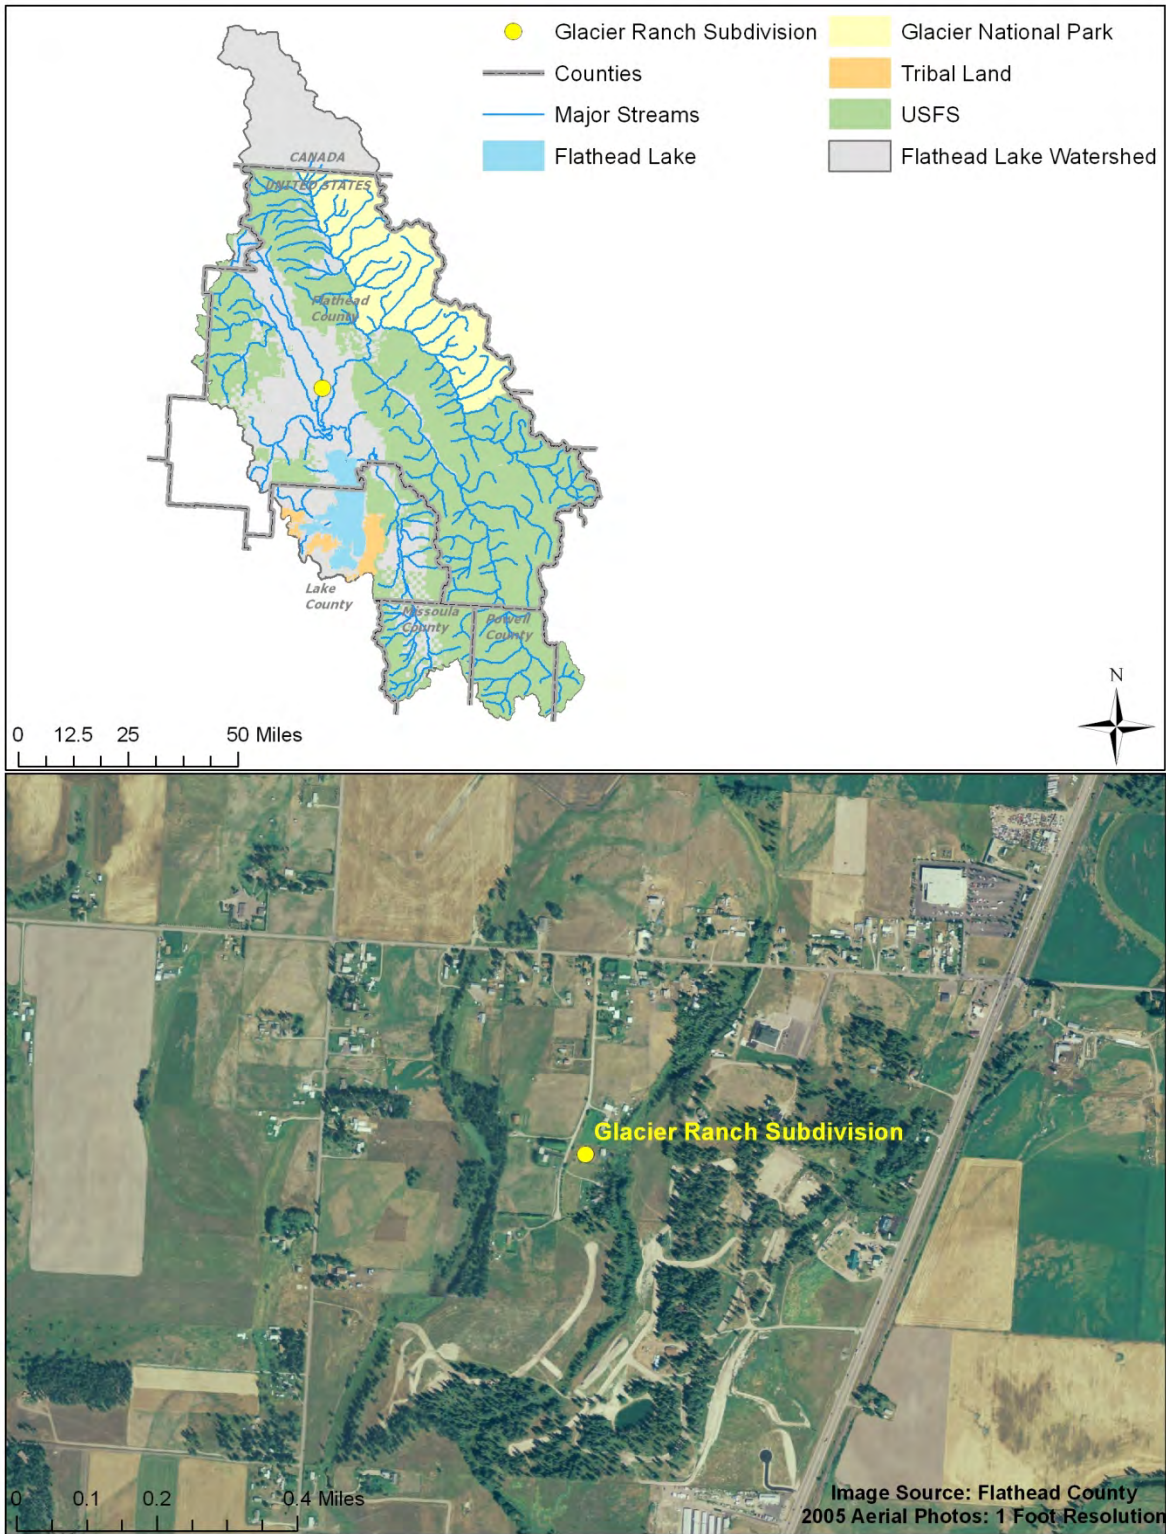 Glacier Ranch Subdivision
Counties
Major Streams
Flathead Lake
Glacier National Park
Tribal Land
USFS
Flathead Lake Watershed
CANADA
UNITED STATES
Flathead
County
Lake
County
Missoula
County
Powell
County
N
0 12.5 25 50 Miles
Glacier Ranch Subdivision
0 0.1 0.2 0.4 Miles
Image Source: Flathead County
2005 Aerial Photos: 1 Foot Resolution